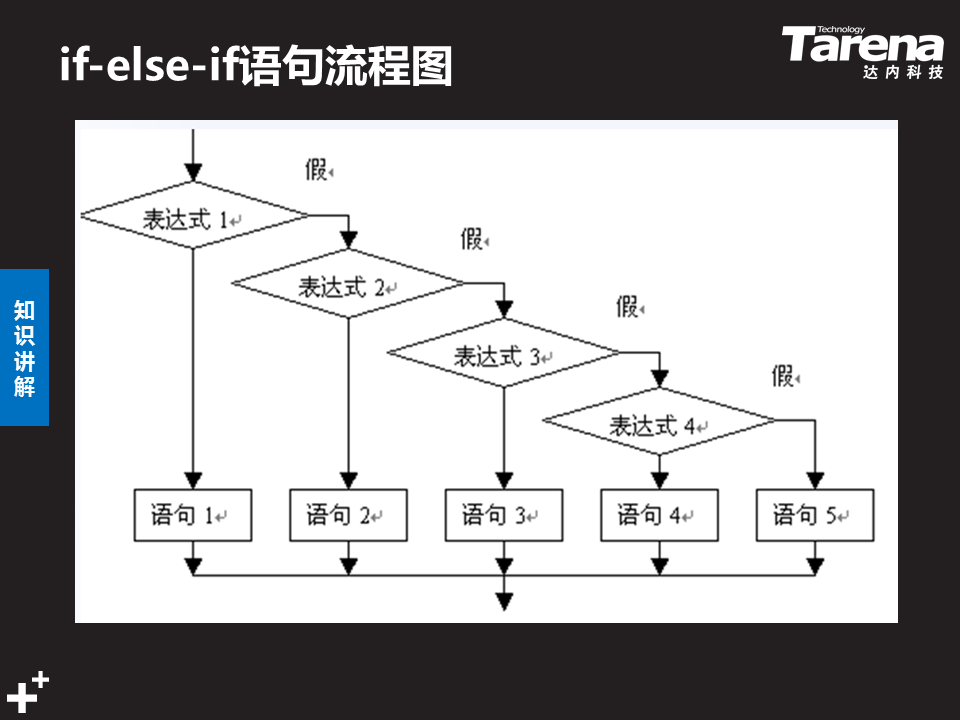 if-else-if语句流程图
Technology
Tarena
达内科技
知识讲解
假
表达式 1
假
表达式 2
假
表达式 3
假
表达式 4
语句 1
语句 2
语句 3
语句 4
语句 5